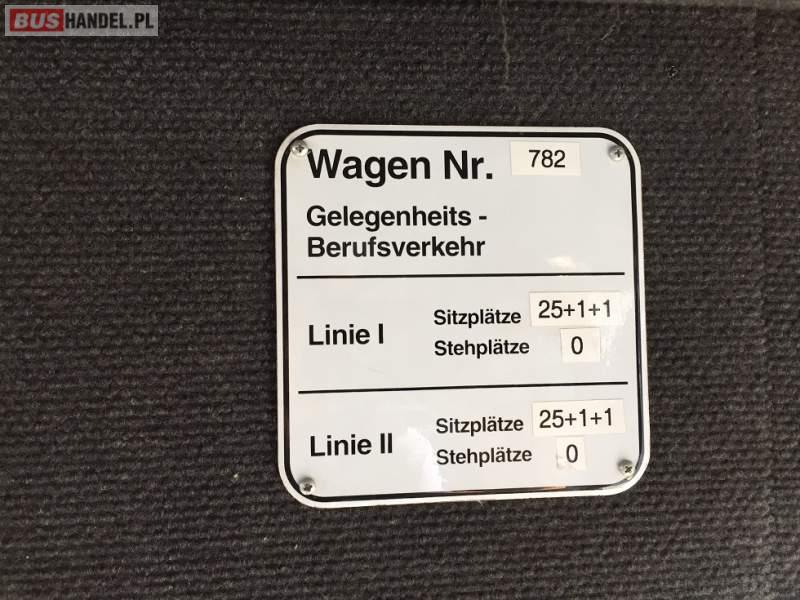 BUSHANDEL.PL
Wagen Nr. 782
Gelegenheits -
Berufsverkehr
Linie I
Sitzplätze 25+1+1
Stehplätze 0
Linie II
Sitzplätze 25+1+1
Stehplätze 0